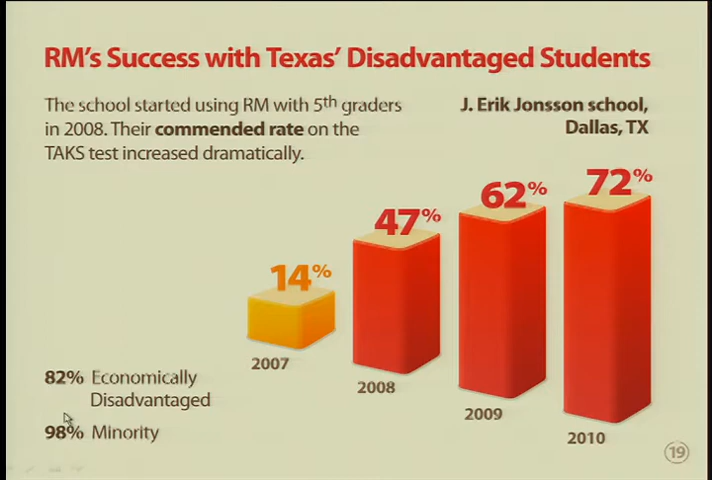 RM's Success with Texas' Disadvantaged Students
The school started using RM with 5th graders
in 2008. Their commended rate on the
TAKS test increased dramatically.
J. Erik Jonsson school,
Dallas, TX
14%
47%
62%
72%
2007
2008
2009
2010
82% Economically
Disadvantaged
98% Minority
19